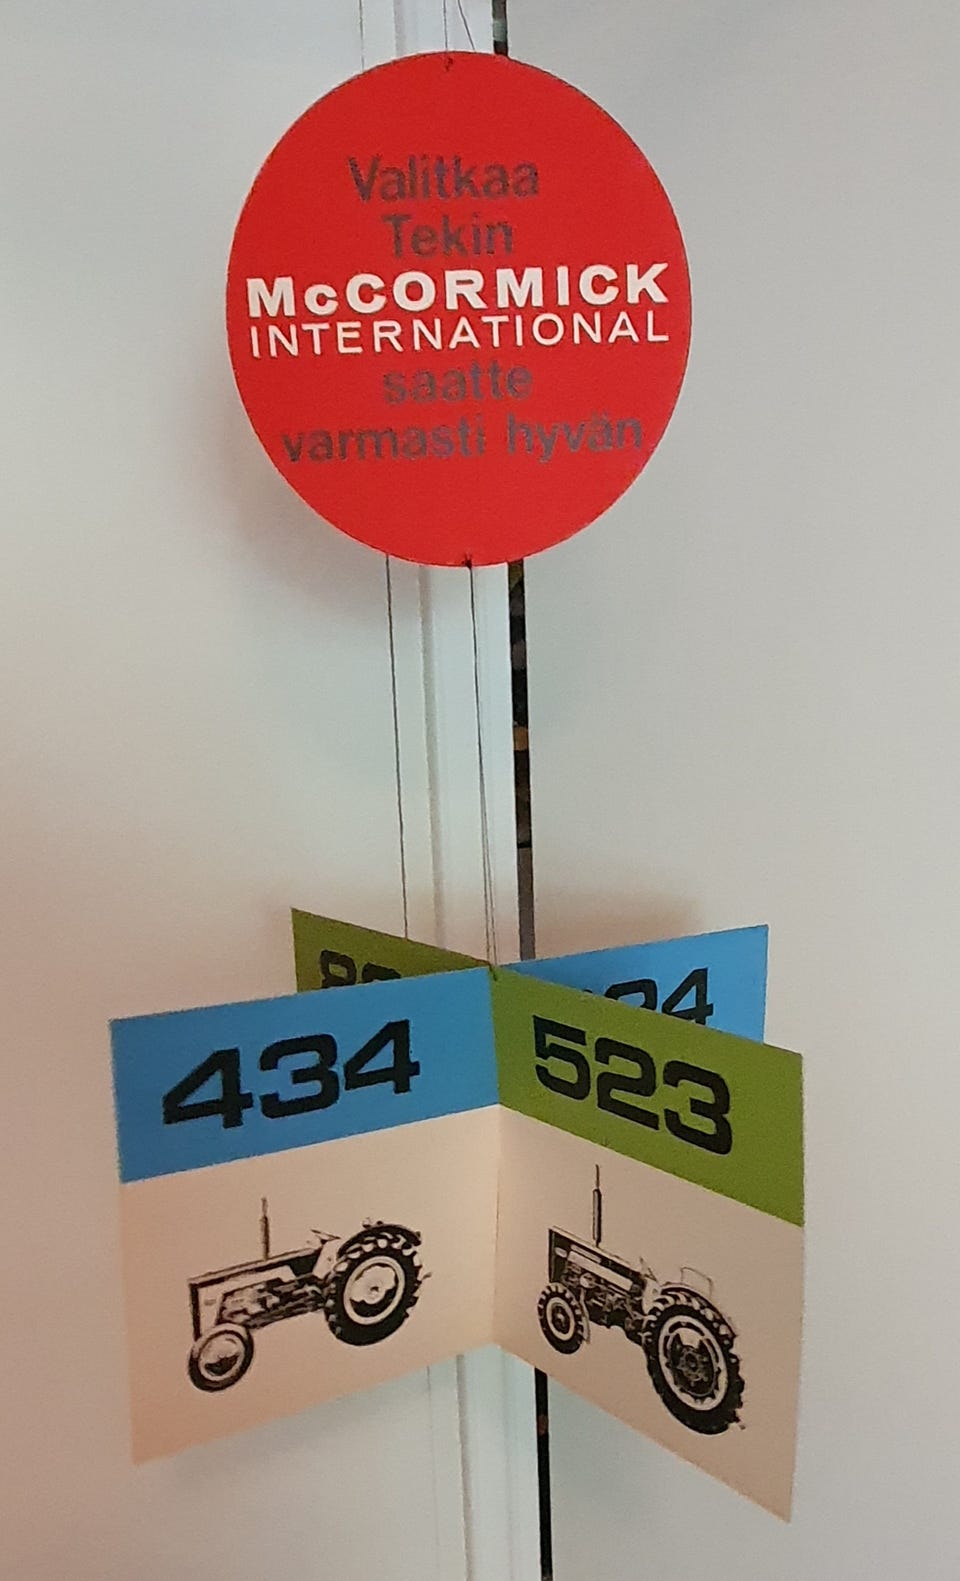 Valitkaa
Tekin
McCORMICK
INTERNATIONAL
saatte
varmasti hyvän
434
523